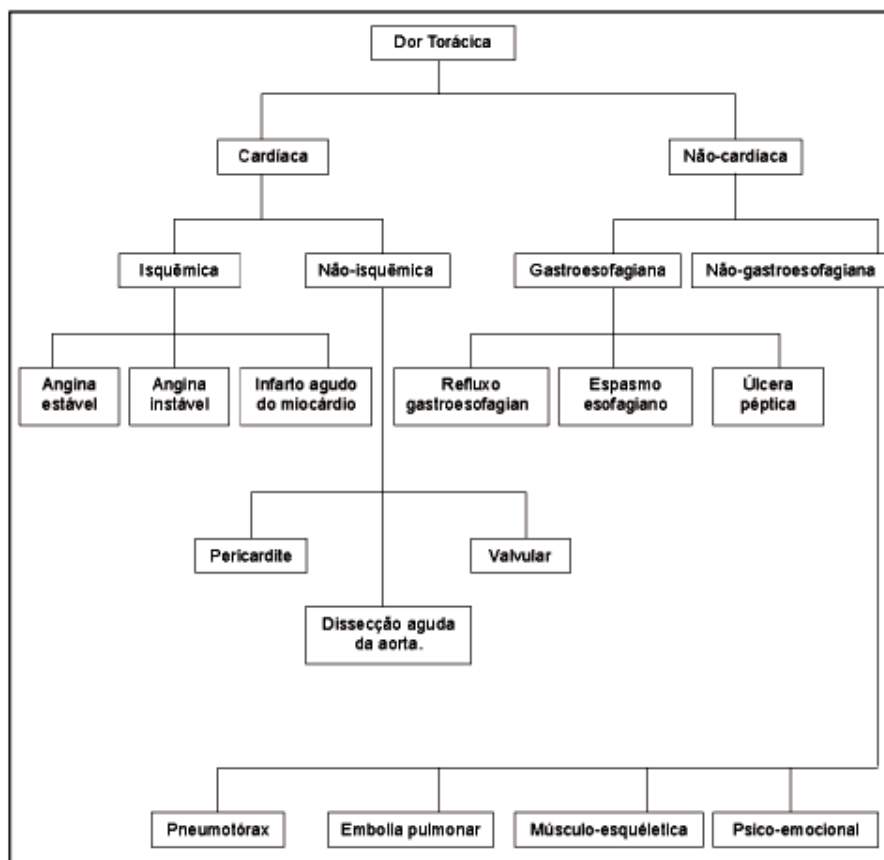 Dor Torácica
Cardíaca
Não-cardíaca
Isquêmica
Não-isquêmica
Gastroesofagiana
Não-gastroesofagiana
Angina
estável
Angina
instável
Infarto agudo
do miocárdio
Refluxo
gastroesofagian
Espasmo
esofagiano
Úlcera
péptica
Pericardite
Valvular
Dissecção aguda
da aorta.
Pneumotórax
Embolia pulmonar
Músculo-esquéletica
Psico-emocional